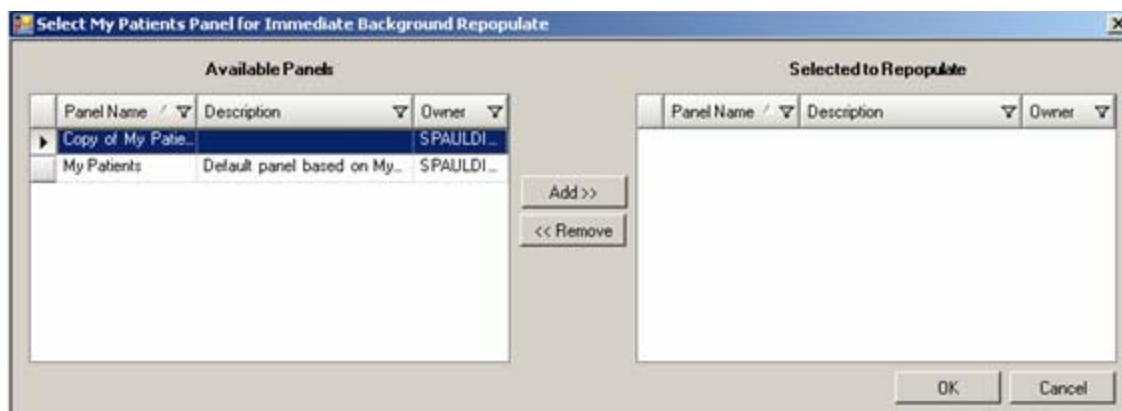 Select My Patients Panel for Immediate Background Repopulate
Available Panels
Selected to Repopulate
Panel Name Description Owner
Panel Name Description Owner
Copy of My Patie... SPAULDI...
My Patients Default panel based on My... SPAULDI...
Add >>
<< Remove
OK Cancel